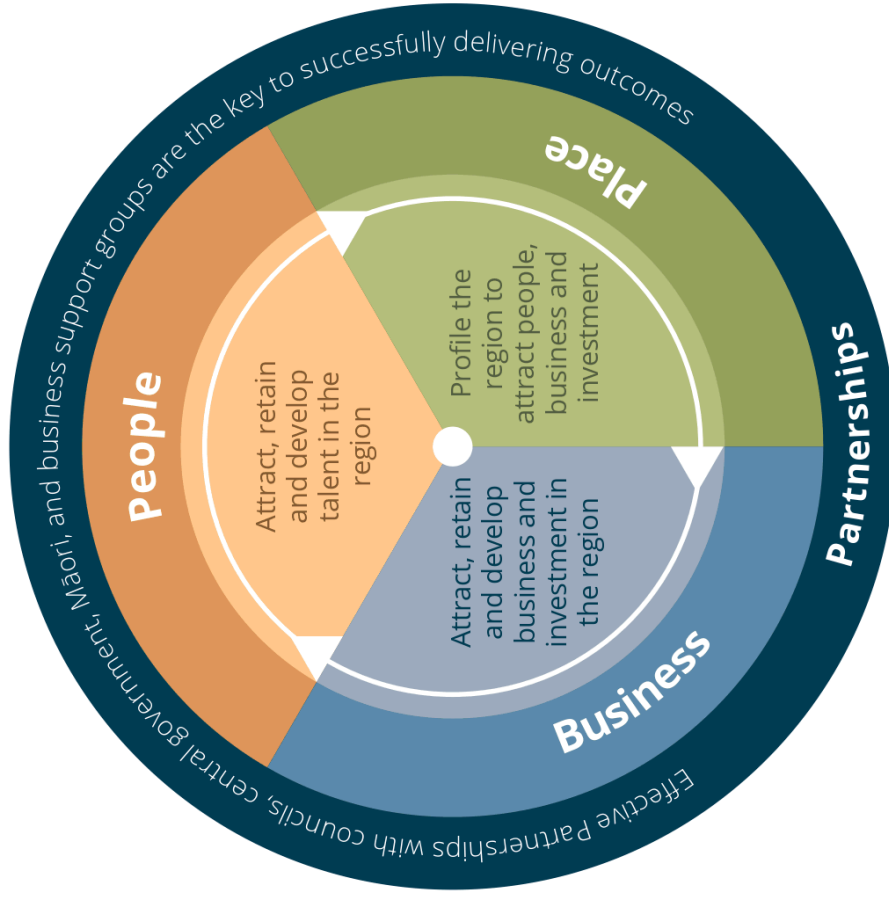 Effective Partnerships with councils, central government, Māori, and business support groups are the key to successfully delivering outcomes
People
Attract, retain
and develop
talent in the
region
Business
Attract, retain
and develop
business and
investment in
the region
Place
Profile the
region to
attract people,
business and
investment
Partnerships